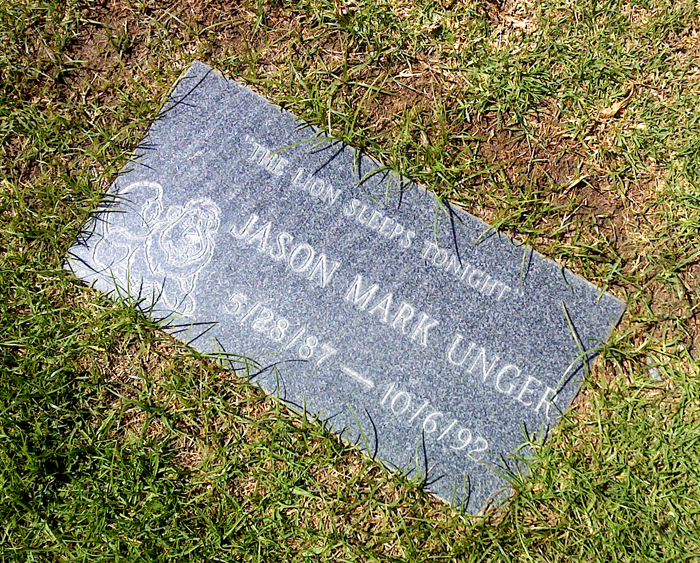 "THE LION SLEEPS TONIGHT"
JASON MARK UNGER
5/28/87 — 10/6/92